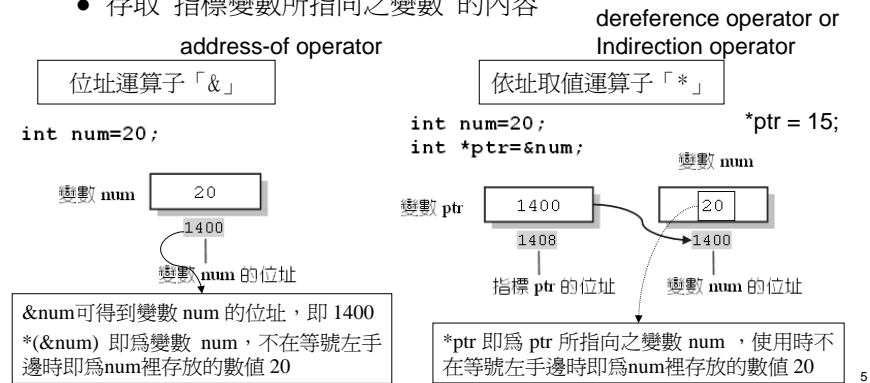 ● 存取 指標變數所指向之變數 的內容
address-of operator
位址運算子「&」
int num=20;
變數 num
20
1400
變數 num 的位址
&num可得到變數 num 的位址，即 1400
*(&num) 即為變數 num，不在等號左手
邊時即為num裡存放的數值 20
dereference operator or
Indirection operator
依址取值運算子「*」
int num=20;
int *ptr=&num;
*ptr = 15;
變數 num
變數 ptr
1400
20
1408
1400
指標 ptr 的位址
變數 num 的位址
*ptr 即為 ptr 所指向之變數 num ，使用時不
在等號左手邊時即為num裡存放的數值 20
5